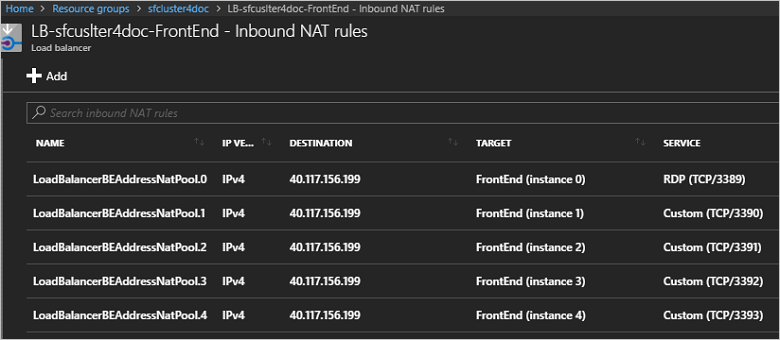 Home > Resource groups > sfcluster4doc > LB-sfcuslter4doc-FrontEnd - Inbound NAT rules
LB-sfcuslter4doc-FrontEnd - Inbound NAT rules
Load balancer
Add
Search inbound NAT rules
NAME IP VE... DESTINATION TARGET SERVICE
LoadBalancerBEAddressNatPool.0 IPv4 40.117.156.199 FrontEnd (instance 0) RDP (TCP/3389)
LoadBalancerBEAddressNatPool.1 IPv4 40.117.156.199 FrontEnd (instance 1) Custom (TCP/3390)
LoadBalancerBEAddressNatPool.2 IPv4 40.117.156.199 FrontEnd (instance 2) Custom (TCP/3391)
LoadBalancerBEAddressNatPool.3 IPv4 40.117.156.199 FrontEnd (instance 3) Custom (TCP/3392)
LoadBalancerBEAddressNatPool.4 IPv4 40.117.156.199 FrontEnd (instance 4) Custom (TCP/3393)